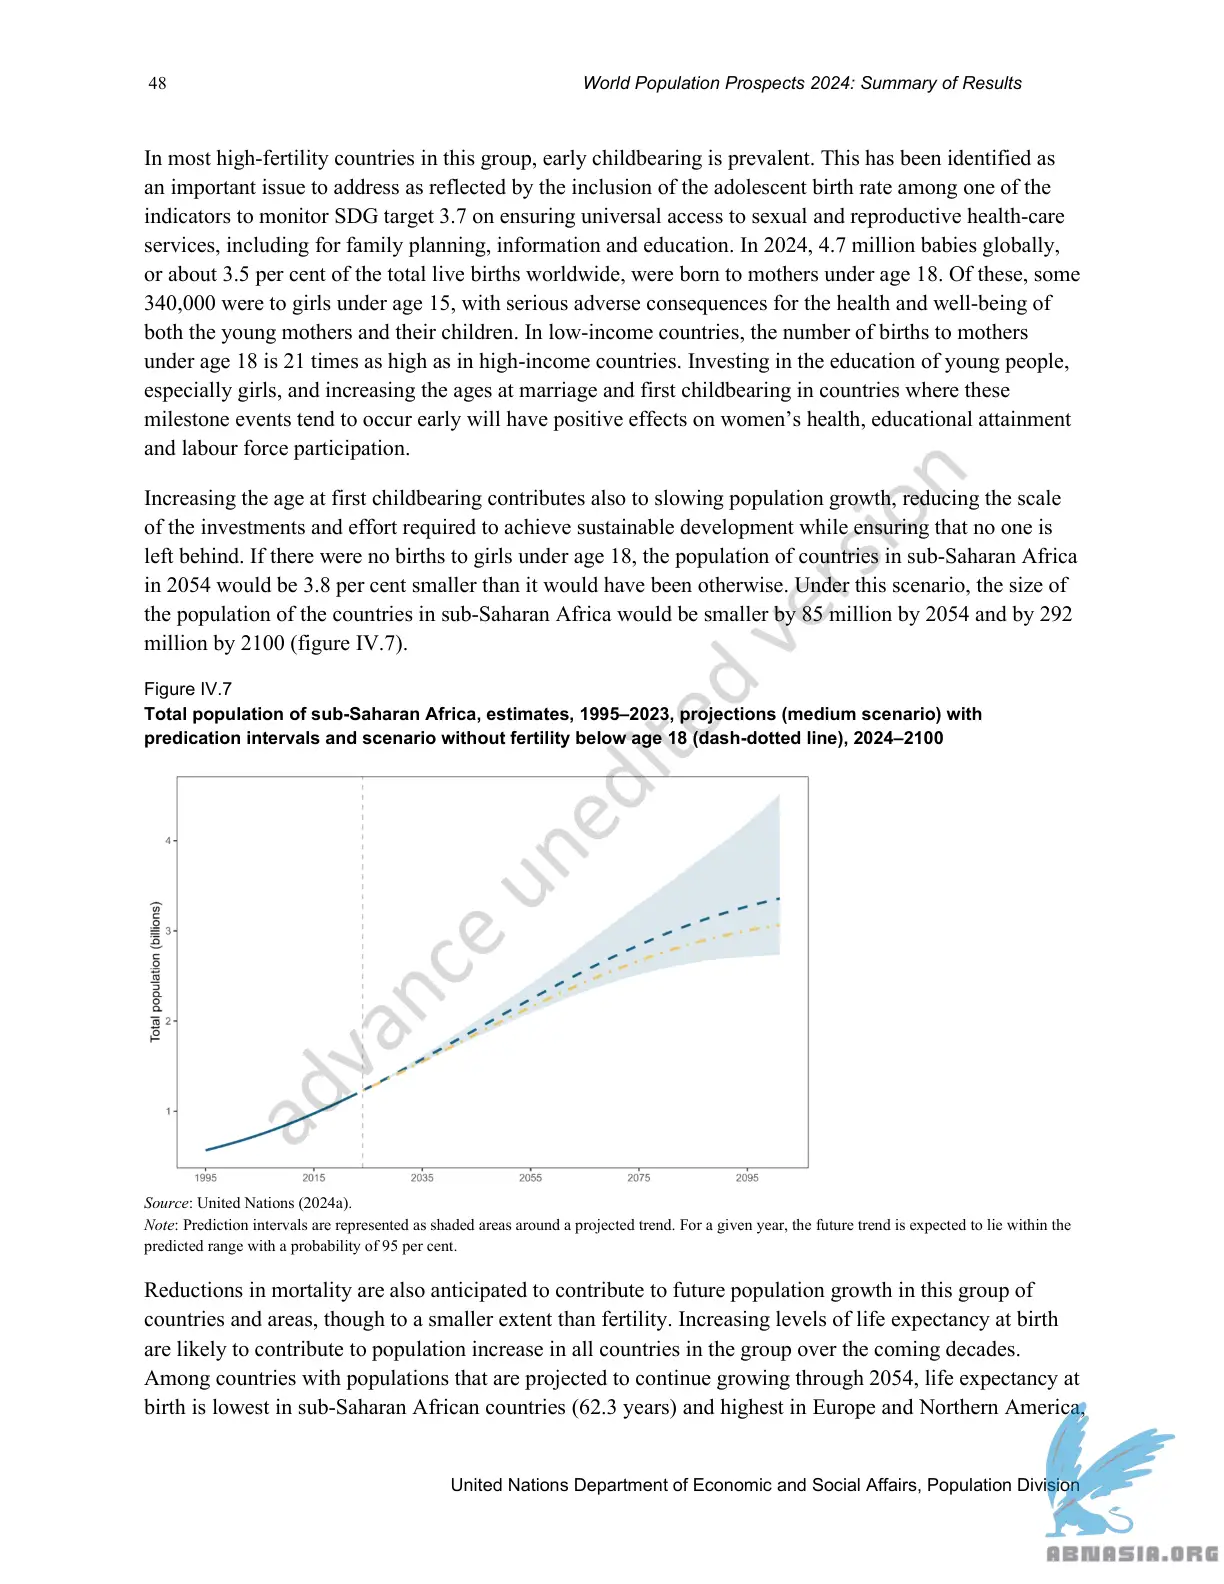 48
World Population Prospects 2024: Summary of Results
In most high-fertility countries in this group, early childbearing is prevalent. This has been identified as
an important issue to address as reflected by the inclusion of the adolescent birth rate among one of the
indicators to monitor SDG target 3.7 on ensuring universal access to sexual and reproductive health-care
services, including for family planning, information and education. In 2024, 4.7 million babies globally,
or about 3.5 per cent of the total live births worldwide, were born to mothers under age 18. Of these, some
340,000 were to girls under age 15, with serious adverse consequences for the health and well-being of
both the young mothers and their children. In low-income countries, the number of births to mothers
under age 18 is 21 times as high as in high-income countries. Investing in the education of young people,
especially girls, and increasing the ages at marriage and first childbearing in countries where these
milestone events tend to occur early will have positive effects on women’s health, educational attainment
and labour force participation.
Increasing the age at first childbearing contributes also to slowing population growth, reducing the scale
of the investments and effort required to achieve sustainable development while ensuring that no one is
left behind. If there were no births to girls under age 18, the population of countries in sub-Saharan Africa
in 2054 would be 3.8 per cent smaller than it would have been otherwise. Under this scenario, the size of
the population of the countries in sub-Saharan Africa would be smaller by 85 million by 2054 and by 292
million by 2100 (figure IV.7).
Figure IV.7
Total population of sub-Saharan Africa, estimates, 1995–2023, projections (medium scenario) with
predication intervals and scenario without fertility below age 18 (dash-dotted line), 2024–2100
Total population (billions)
4
3
2
1
1995 2015 2035 2055 2075 2095
advance unedited version
Source: United Nations (2024a).
Note: Prediction intervals are represented as shaded areas around a projected trend. For a given year, the future trend is expected to lie within the
predicted range with a probability of 95 per cent.
Reductions in mortality are also anticipated to contribute to future population growth in this group of
countries and areas, though to a smaller extent than fertility. Increasing levels of life expectancy at birth
are likely to contribute to population increase in all countries in the group over the coming decades.
Among countries with populations that are projected to continue growing through 2054, life expectancy at
birth is lowest in sub-Saharan African countries (62.3 years) and highest in Europe and Northern America,
United Nations Department of Economic and Social Affairs, Population Division
ABNASIA.ORG